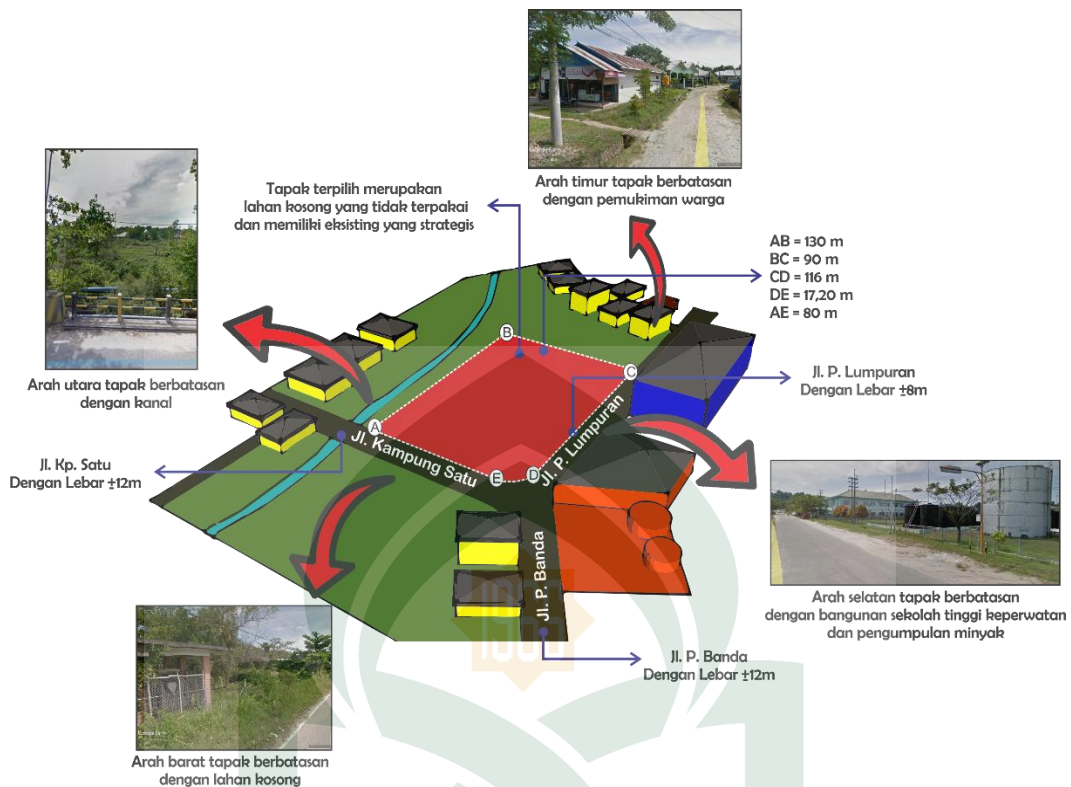 Arah timur tapak berbatasan
dengan pemukiman warga
Tapak terpilih merupakan
lahan kosong yang tidak terpakai
dan memiliki eksisting yang strategis
AB = 130 m
BC = 90 m
CD = 116 m
DE = 17,20 m
AE = 80 m
Arah utara tapak berbatasan
dengan kanal
B
C
A
E
D
Jl. P. Lumpuran
Dengan Lebar ±8m
Jl. Kampung Satu
Jl. P. Lumpuran
Jl. P. Banda
Jl. Kp. Satu
Dengan Lebar ±12m
Arah selatan tapak berbatasan
dengan bangunan sekolah tinggi keperwatan
dan pengumpulan minyak
Jl. P. Banda
Dengan Lebar ±12m
Arah barat tapak berbatasan
dengan lahan kosong